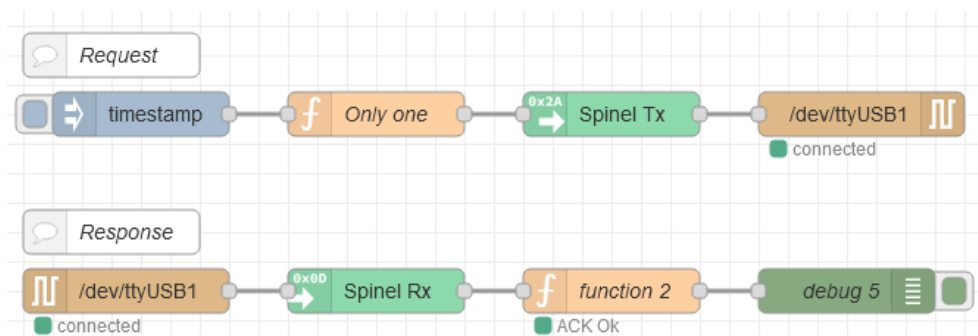 Request
timestamp
Only one
0x2A
Spinel Tx
/dev/ttyUSB1
connected
Response
/dev/ttyUSB1
connected
0x0D
Spinel Rx
function 2
ACK Ok
debug 5